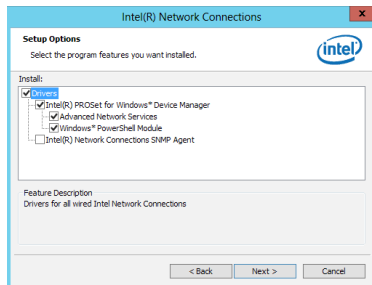 Intel(R) Network Connections
x
Setup Options
Select the program features you want installed.
intel
Install:
Drivers
Intel(R) PROSet for Windows* Device Manager
Advanced Network Services
Windows* PowerShell Module
Intel(R) Network Connections SNMP Agent
Feature Description
Drivers for all wired Intel Network Connections
< Back Next > Cancel